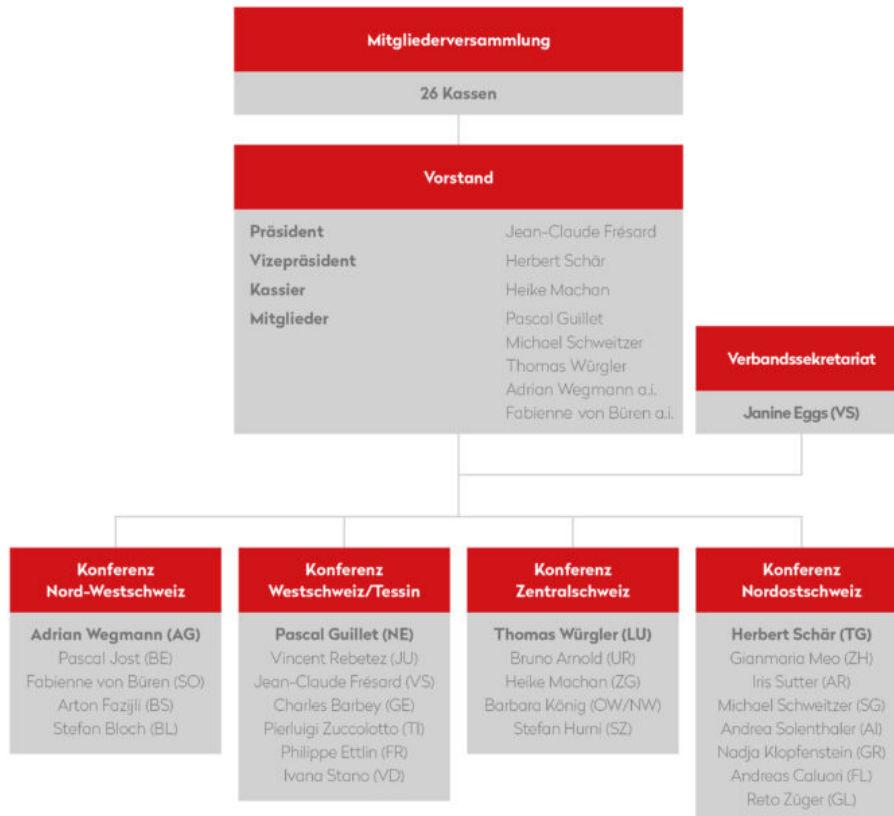 Mitgliederversammlung
26 Kassen
Vorstand
Präsident Jean-Claude Frésard
Vizepräsident Herbert Schär
Kassier Heike Machan
Mitglieder Pascal Guillet
Michael Schweitzer
Thomas Würgler
Adrian Wegmann a.i.
Fabienne von Büren a.i.
Verbandssekretariat
Janine Eggs (VS)
Konferenz
Nord-Westschweiz
Adrian Wegmann (AG)
Pascal Jost (BE)
Fabienne von Büren (SO)
Arton Fazijli (BS)
Stefan Bloch (BL)
Konferenz
Westschweiz/Tessin
Pascal Guillet (NE)
Vincent Rebetez (JU)
Jean-Claude Frésard (VS)
Charles Barbey (GE)
Pierluigi Zuccolotto (TI)
Philippe Ettlin (FR)
Ivana Stano (VD)
Konferenz
Zentralschweiz
Thomas Würgler (LU)
Bruno Arnold (UR)
Heike Machan (ZG)
Barbara König (OW/NW)
Stefan Hurni (SZ)
Konferenz
Nordostschweiz
Herbert Schär (TG)
Gianmaria Meo (ZH)
Iris Sutter (AR)
Michael Schweitzer (SG)
Andrea Solenthaler (AI)
Nadja Klopfenstein (GR)
Andreas Caluori (FL)
Reto Züger (GL)